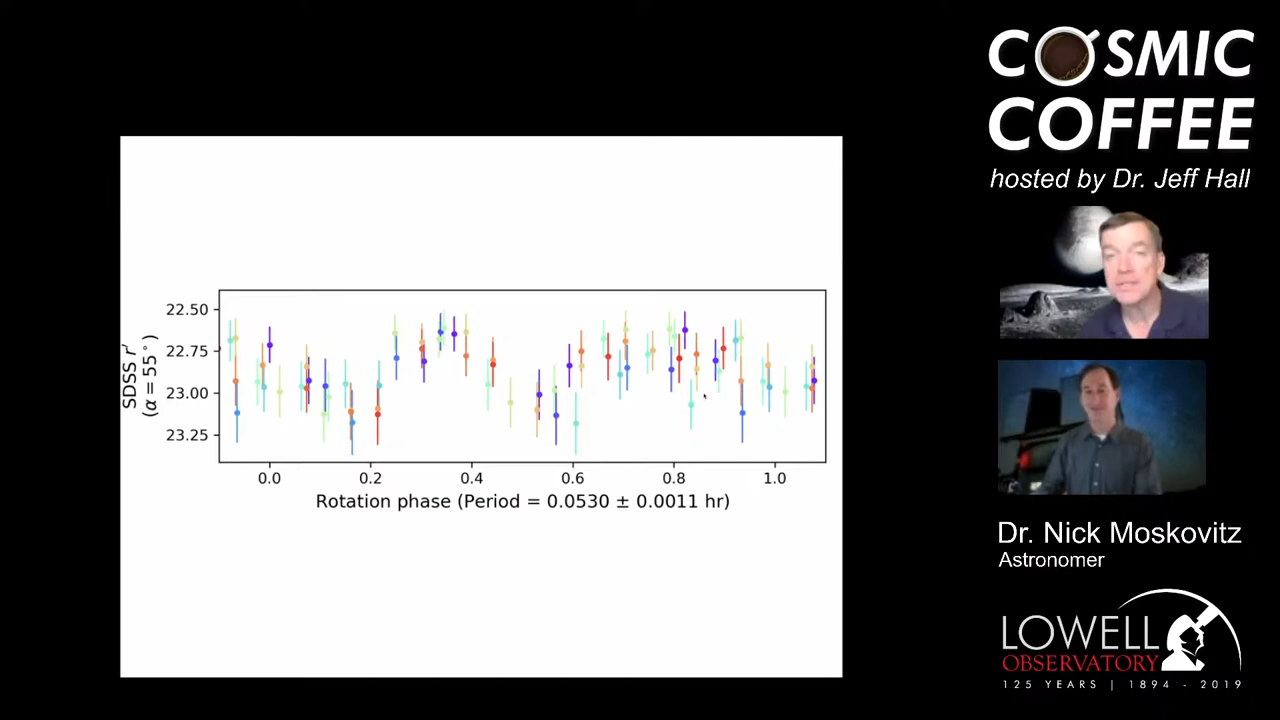 COSMIC
COFFEE
hosted by Dr. Jeff Hall
22.50
22.75
23.00
23.25
SDSS r′
(α = 55°)
0.0 0.2 0.4 0.6 0.8 1.0
Rotation phase (Period = 0.0530 ± 0.0011 hr)
Dr. Nick Moskovitz
Astronomer
LOWELL
OBSERVATORY
125 YEARS | 1894 - 2019